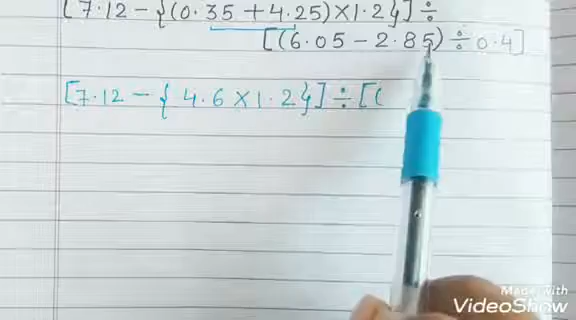 [7.12 – {(0.35 + 4.25) × 1.2}] ÷
[(6.05 – 2.85) ÷ 0.4]
[7.12 – { 4.6 × 1.2}] ÷ [(
Made with
VideoShow